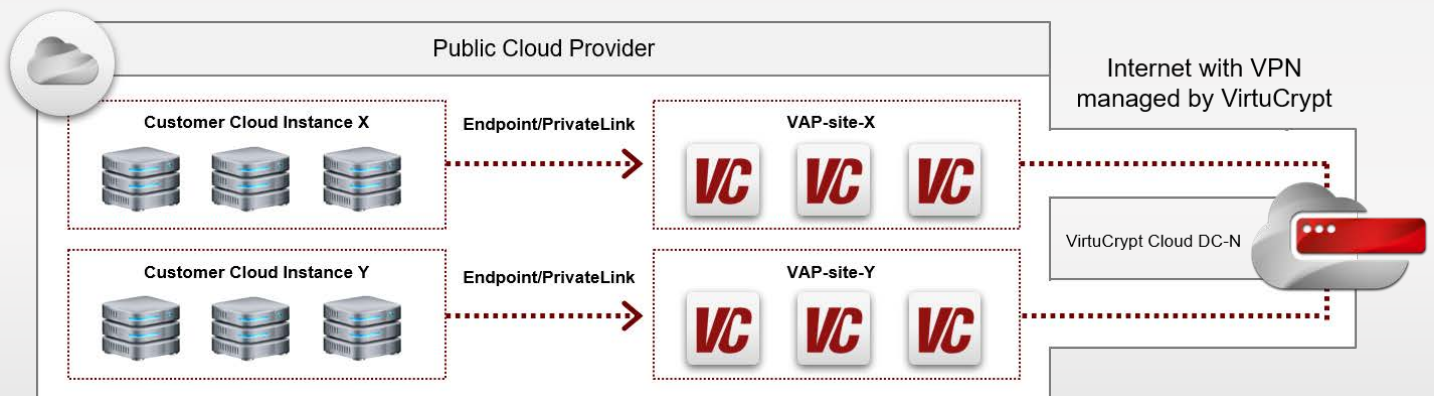 Public Cloud Provider
Internet with VPN
managed by VirtuCrypt
Customer Cloud Instance X
Endpoint/PrivateLink
VAP-site-X
VC VC VC
VirtuCrypt Cloud DC-N
Customer Cloud Instance Y
Endpoint/PrivateLink
VAP-site-Y
VC VC VC